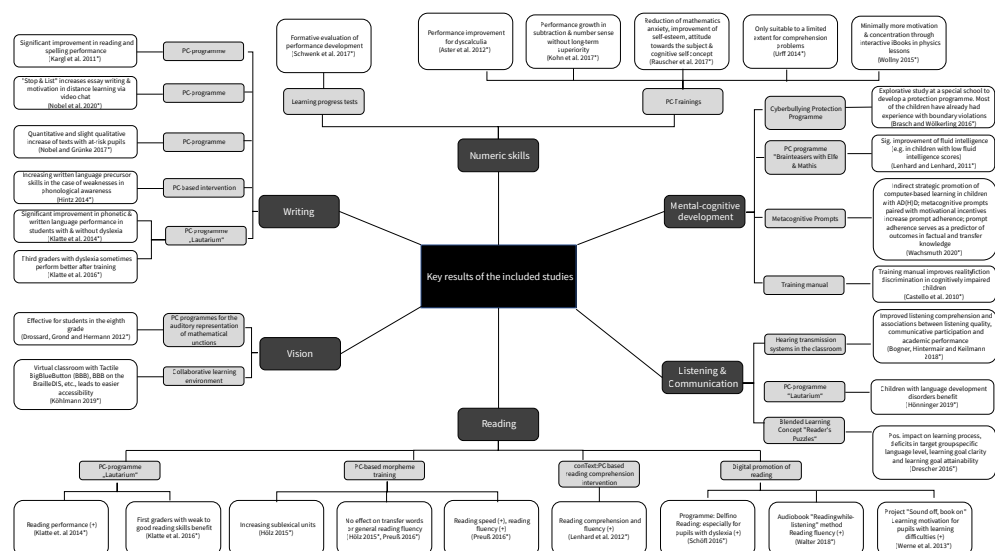 Significant improvement in reading and
spelling performance
(Kargl et al. 2011*)
PC-programme
"Stop & List" increases essay writing &
motivation in distance learning via
video chat
(Nobel et al. 2020*)
PC-programme
Quantitative and slight qualitative
increase of texts with at-risk pupils
(Nobel und Grünke 2017*)
PC-programme
Increasing written language precursor
skills in the case of weaknesses in
phonological awareness
(Hintz 2014*)
PC-based intervention
Significant improvement in phonetic &
written language performance in
students with & without dyslexia
(Klatte et al. 2014*)
Third graders with dyslexia sometimes
perform better after training
(Klatte et al. 2016*)
PC-programme
„Lautarium"
Writing
Formative evaluation of
performance development
(Schwenk et al. 2017*)
Learning progress tests
Performance improvement
for dyscalculia
(Aster et al. 2012*)
Performance growth in
subtraction & number sense
without long-term
superiority
(Kohn et al. 2017*)
Reduction of mathematics
anxiety, improvement of
self-esteem, attitude
towards the subject &
cognitive self concept
(Rauscher et al. 2017*)
Only suitable to a limited
extent for comprehension
problems
(Urff 2014*)
Minimally more motivation
& concentration through
interactive iBooks in physics
lessons
(Wollny 2015*)
PC-Trainings
Numeric skills
Mental-cognitive
development
Cyberbullying Protection
Programme
Explorative study at a special school to
develop a protection programme. Most
of the children have already had
experience with boundary violations
(Brasch and Wölkerling 2016*)
PC programme
"Brainteasers with Elfe
& Mathis
Sig. improvement of fluid intelligence
(e.g. in children with low fluid
intelligence scores)
(Lenhard and Lenhard, 2011*)
Metacognitive Prompts
Indirect strategic promotion of
computer-based learning in children
with AD(H)D; metacognitive prompts
paired with motivational incentives
increase prompt adherence; prompt
adherence serves as a predictor of
outcomes in factual and transfer
knowledge
(Wachsmuth 2020*)
Training manual
Training manual improves realityfiction
discrimination in cognitively impaired
children
(Castello et al. 2010*)
Key results of the included studies
Effective for students in the eighth
grade
(Drossard, Grond and Hermann 2012*)
PC programmes for the
auditory representation
of mathematical
unctions
Virtual classroom with Tactile
BigBlueButton (BBB), BBB on the
BrailleDIS, etc., leads to easier
accessibility
(Köhlmann 2019*)
Collaborative learning
environment
Vision
Listening &
Communication
Hearing transmission
systems in the classroom
Improved listening comprehension and
associations between listening quality,
communicative participation and
academic performance
(Bogner, Hintermair and Keilmann
2018*)
PC-programme
"Lautarium"
Children with language development
disorders benefit
(Hönninger 2019*)
Blended Learning
Concept "Reader's
Puzzles"
Pos. impact on learning process,
deficits in target groupspecific
language level, learning goal clarity
and learning goal attainability
(Drescher 2016*)
Reading
PC-programme
„Lautarium"
PC-based morpheme
training
conText:PC based
reading comprehension
intervention
Digital promotion of
reading
Reading performance (+)
(Klatte et. al 2014*)
First graders with weak to
good reading skills benefit
(Klatte et al. 2016*)
Increasing sublexical units
(Hölz 2015*)
No effect on transfer words
or general reading fluency
(Hölz 2015*, Preuß 2016*)
Reading speed (+), reading
fluency (+)
(Preuß 2016*)
Reading comprehension and
fluency (+)
(Lenhard et al. 2012*)
Programme: Delfino
Reading: especially for
pupils with dyslexia (+)
(Schöfl 2016*)
Audiobook "Readingwhile-
listening" method
Reading fluency (+)
(Walter 2018*)
Project "Sound off, book on"
Learning motivation for
pupils with learning
difficulties (+)
(Werne et al. 2013*)